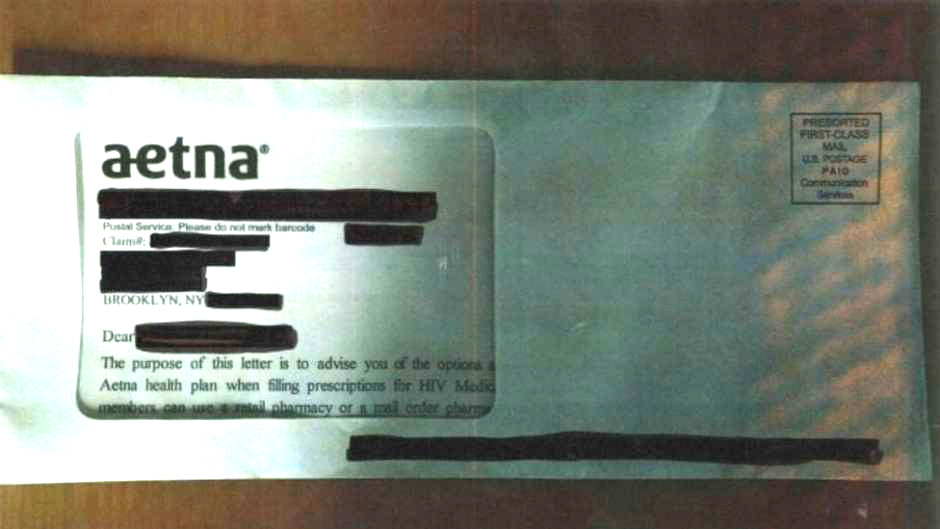 aetna®
Postal Service: Please do not mark barcode
Claim#:
BROOKLYN, NY
Dear
The purpose of this letter is to advise you of the options a
Aetna health plan when filling prescriptions for HIV Medic
members can use a retail pharmacy or a mail order pharma
PRESORTED
FIRST-CLASS
MAIL
U.S. POSTAGE
PAID
Communication
Services